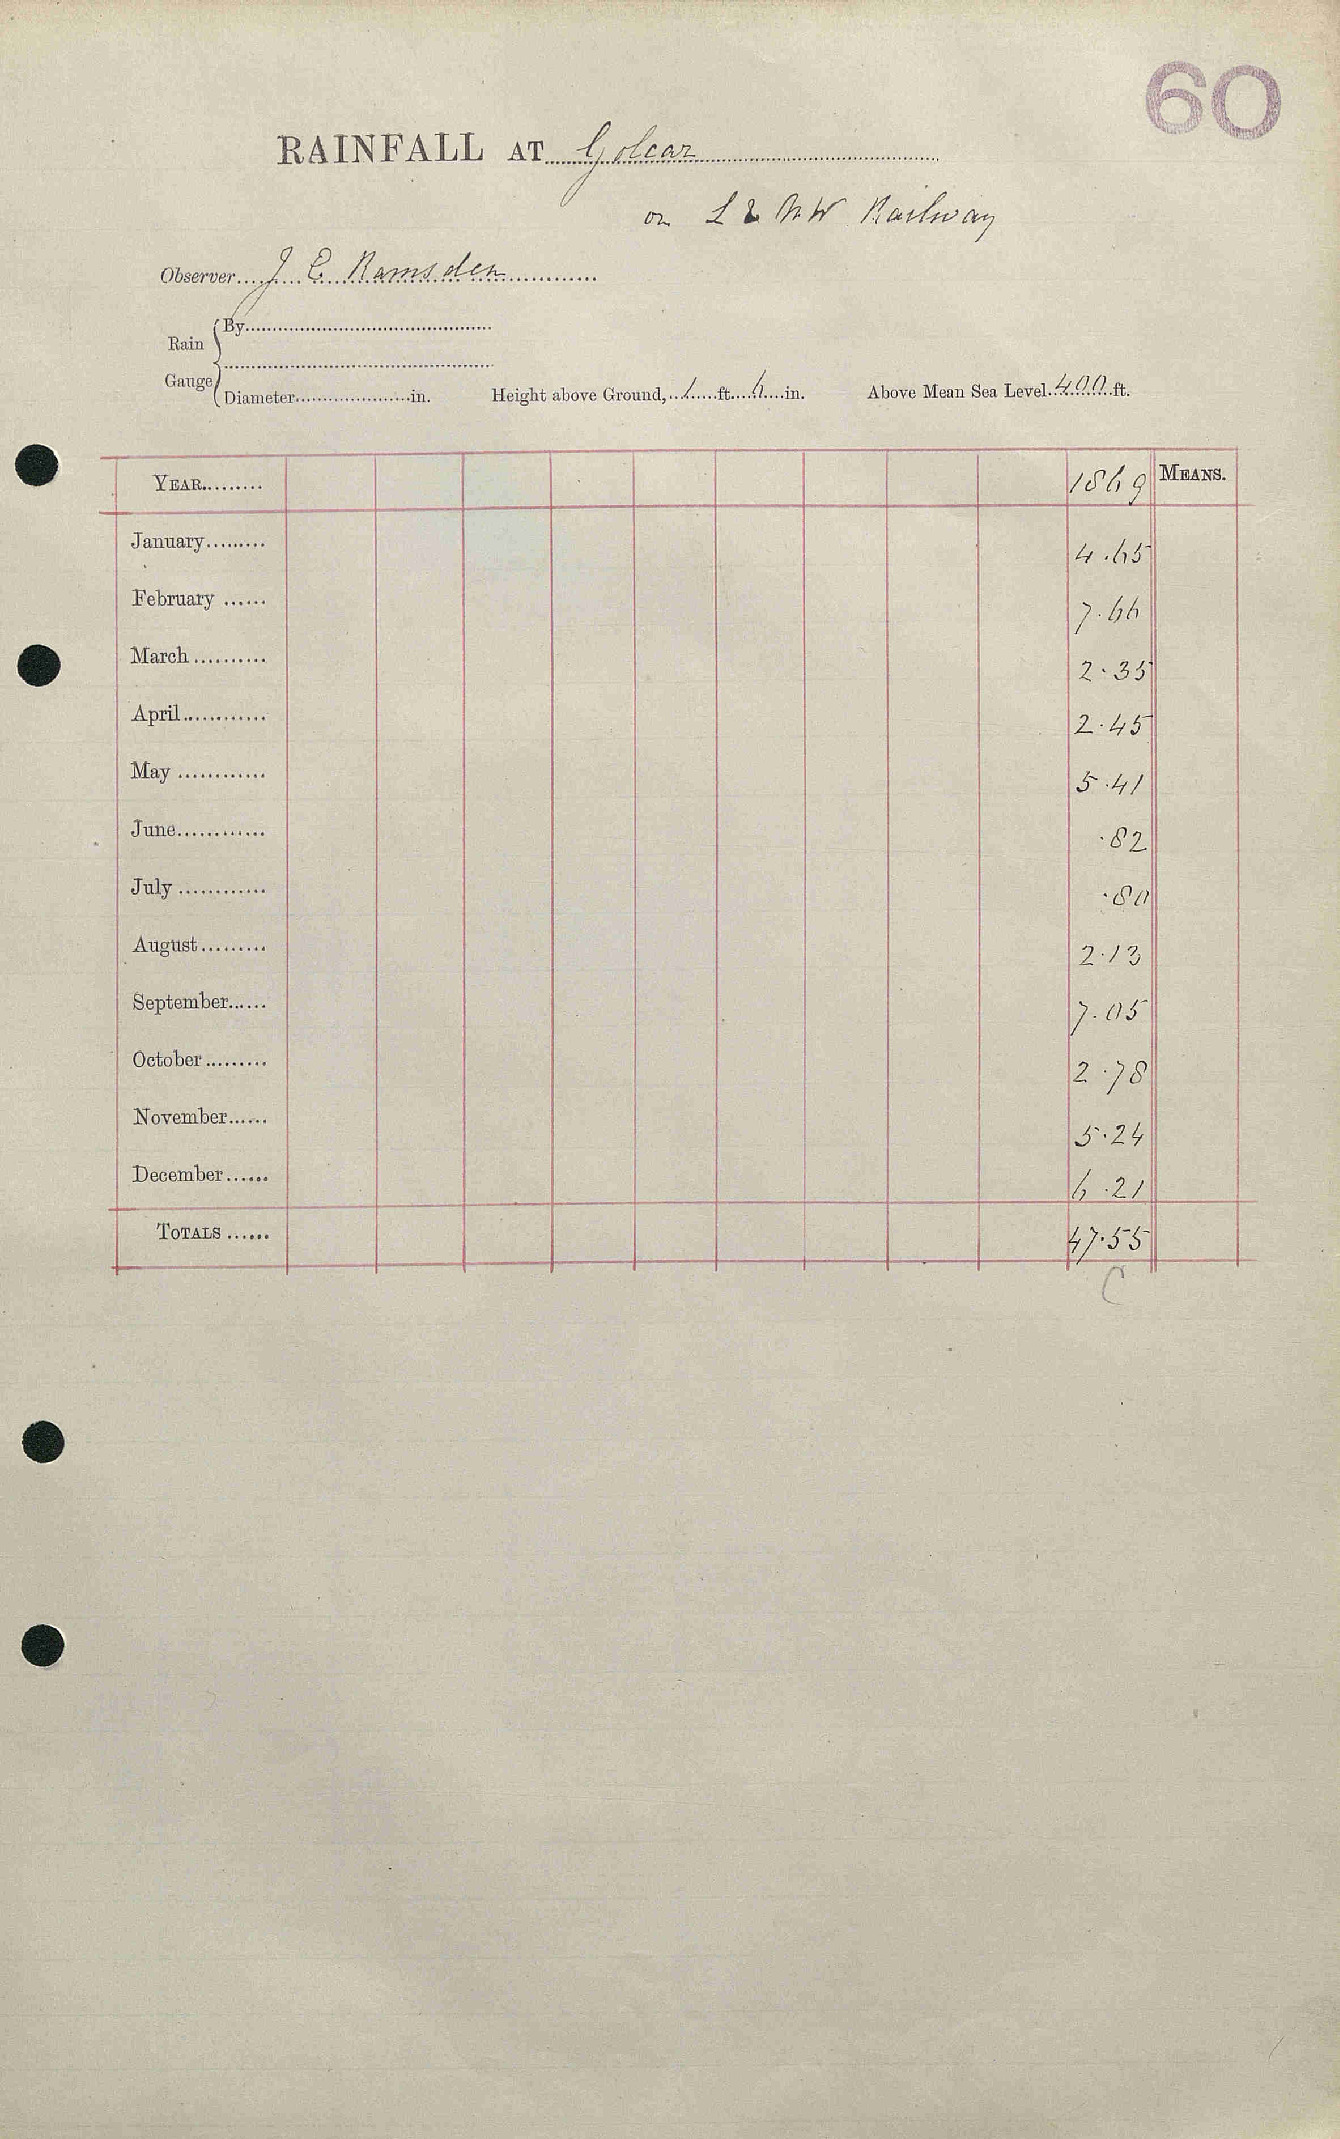 60
RAINFALL AT Golcar
on L & NW Railway
Observer J E Ramsden
Rain Gauge { By
Diameter in. Height above Ground, 1 ft. 6 in. Above Mean Sea Level 400 ft.
YEAR 1869 MEANS.
January 4.65
February 7.66
March 2.35
April 2.45
May 5.41
June .82
July .80
August 2.13
September 7.05
October 2.78
November 5.24
December 6.21
TOTALS 47.55
C